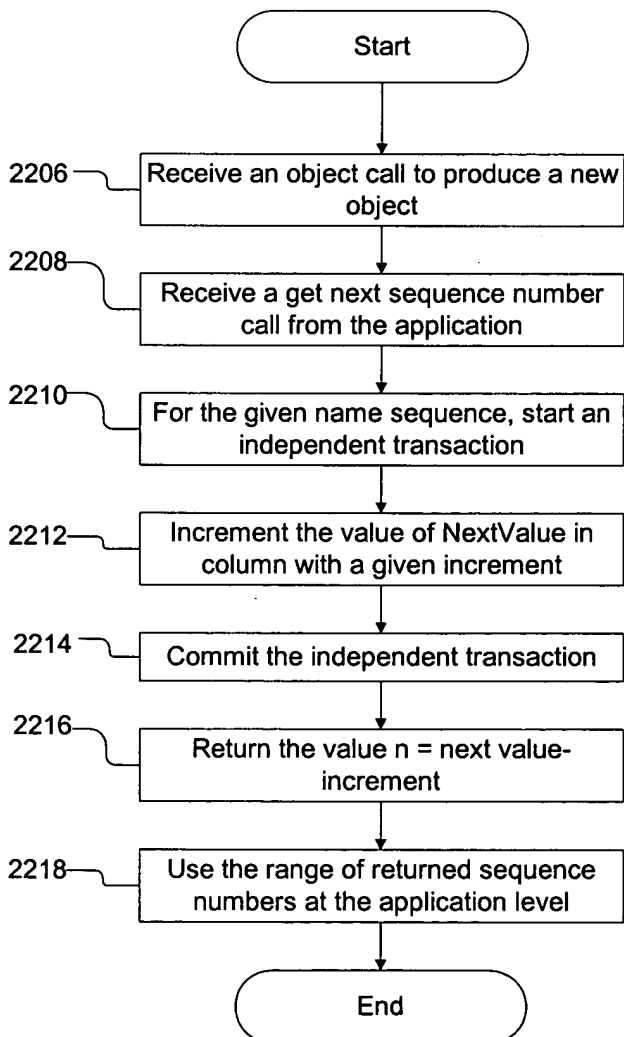 Start
2206
Receive an object call to produce a new
object
2208
Receive a get next sequence number
call from the application
2210
For the given name sequence, start an
independent transaction
2212
Increment the value of NextValue in
column with a given increment
2214
Commit the independent transaction
2216
Return the value n = next value-
increment
2218
Use the range of returned sequence
numbers at the application level
End